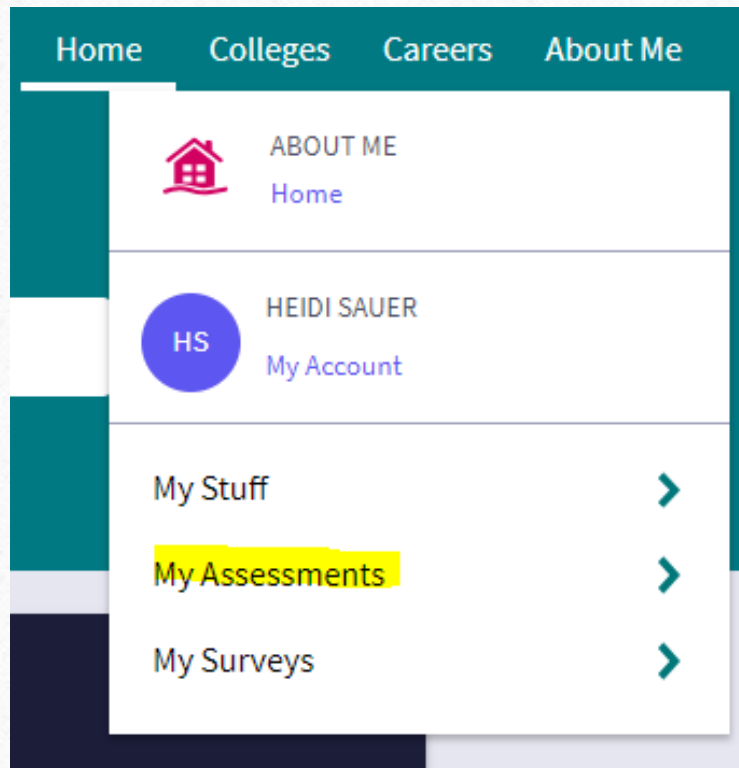 Home Colleges Careers About Me
ABOUT ME
Home
HS
HEIDI SAUER
My Account
My Stuff
My Assessments
My Surveys